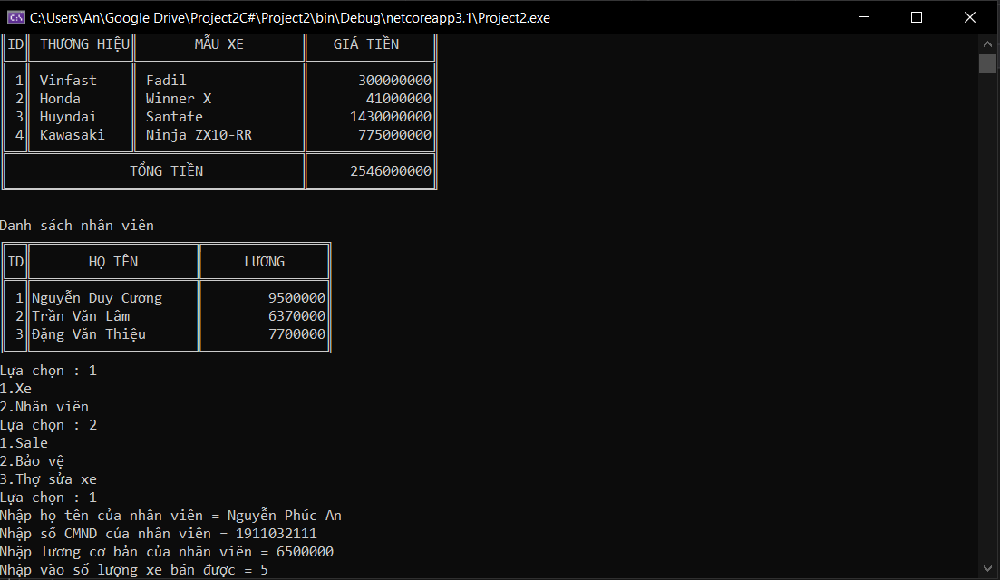 C:\Users\An\Google Drive\Project2C#\Project2\bin\Debug\netcoreapp3.1\Project2.exe
ID THƯƠNG HIỆU MẪU XE GIÁ TIỀN
1 Vinfast Fadil 300000000
2 Honda Winner X 41000000
3 Huyndai Santafe 1430000000
4 Kawasaki Ninja ZX10-RR 775000000
TỔNG TIỀN 2546000000
Danh sách nhân viên
ID HỌ TÊN LƯƠNG
1 Nguyễn Duy Cương 9500000
2 Trần Văn Lâm 6370000
3 Đặng Văn Thiệu 7700000
Lựa chọn : 1
1.Xe
2.Nhân viên
Lựa chọn : 2
1.Sale
2.Bảo vệ
3.Thợ sửa xe
Lựa chọn : 1
Nhập họ tên của nhân viên = Nguyễn Phúc An
Nhập số CMND của nhân viên = 1911032111
Nhập lương cơ bản của nhân viên = 6500000
Nhập vào số lượng xe bán được = 5